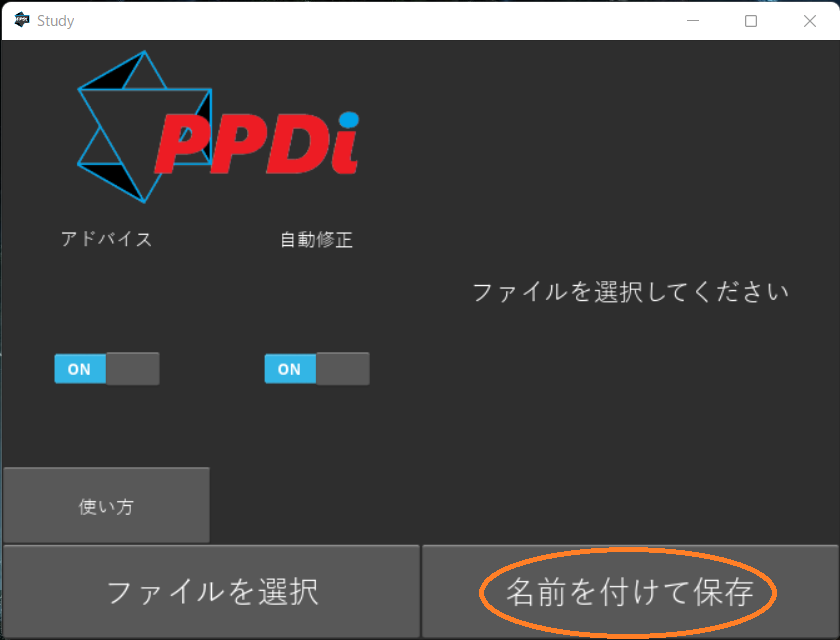 Study
PPDi
アドバイス
自動修正
ファイルを選択してください
ON
ON
使い方
ファイルを選択
名前を付けて保存